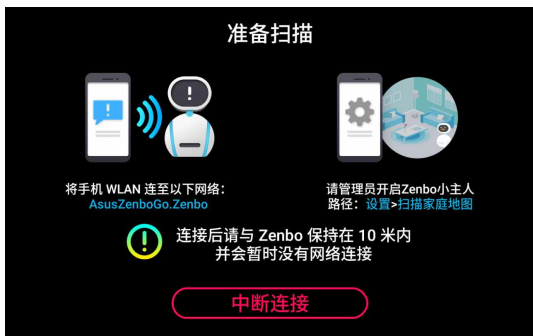 准备扫描
将手机 WLAN 连至以下网络：
AsusZenboGo.Zenbo
请管理员开启Zenbo小主人
路径：设置>扫描家庭地图
连接后请与 Zenbo 保持在 10 米内
并会暂时没有网络连接
中断连接